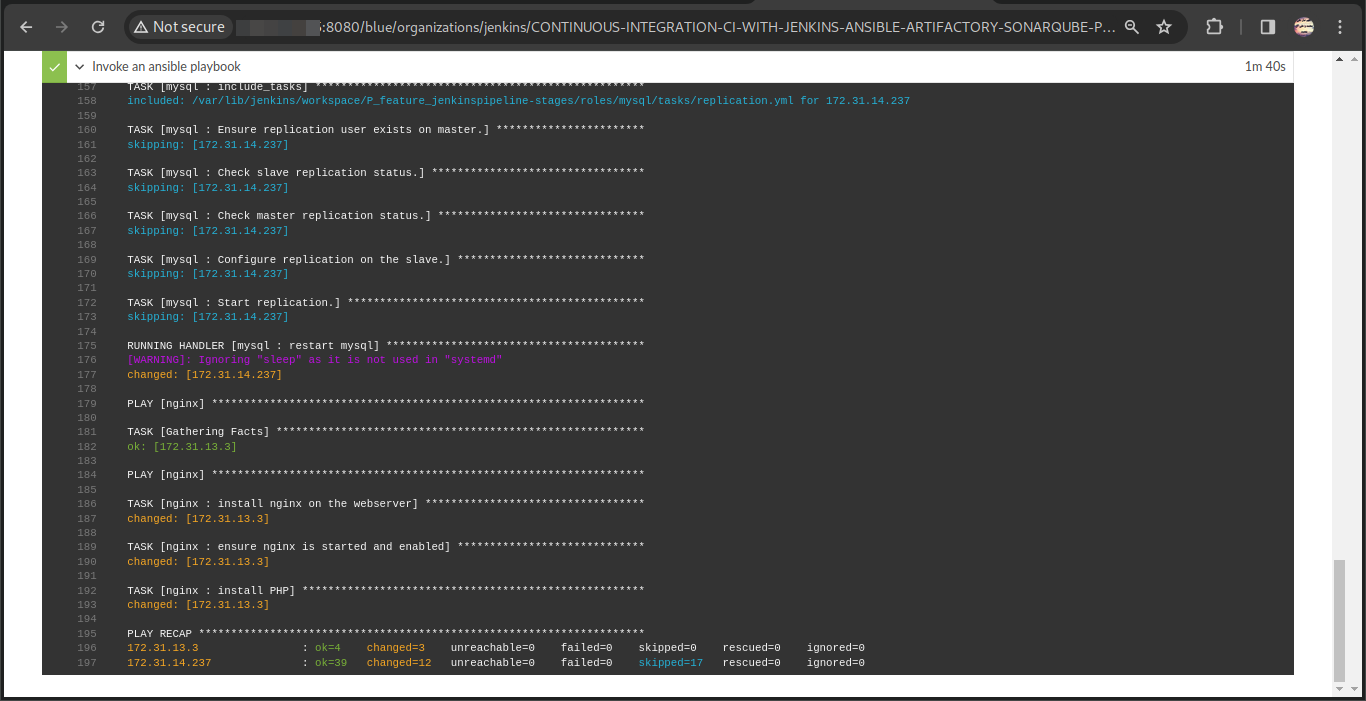 Not secure :8080/blue/organizations/jenkins/CONTINUOUS-INTEGRATION-CI-WITH-JENKINS-ANSIBLE-ARTIFACTORY-SONARQUBE-P...
Invoke an ansible playbook 1m 40s
157 TASK [mysql : include_tasks] ***************************************************
158 included: /var/lib/jenkins/workspace/P_feature_jenkinspipeline-stages/roles/mysql/tasks/replication.yml for 172.31.14.237
159
160 TASK [mysql : Ensure replication user exists on master.] ***********************
161 skipping: [172.31.14.237]
162
163 TASK [mysql : Check slave replication status.] *********************************
164 skipping: [172.31.14.237]
165
166 TASK [mysql : Check master replication status.] ********************************
167 skipping: [172.31.14.237]
168
169 TASK [mysql : Configure replication on the slave.] *****************************
170 skipping: [172.31.14.237]
171
172 TASK [mysql : Start replication.] **********************************************
173 skipping: [172.31.14.237]
174
175 RUNNING HANDLER [mysql : restart mysql] ****************************************
176 [WARNING]: Ignoring "sleep" as it is not used in "systemd"
177 changed: [172.31.14.237]
178
179 PLAY [nginx] *******************************************************************
180
181 TASK [Gathering Facts] *********************************************************
182 ok: [172.31.13.3]
183
184 PLAY [nginx] *******************************************************************
185
186 TASK [nginx : install nginx on the webserver] **********************************
187 changed: [172.31.13.3]
188
189 TASK [nginx : ensure nginx is started and enabled] *****************************
190 changed: [172.31.13.3]
191
192 TASK [nginx : install PHP] *****************************************************
193 changed: [172.31.13.3]
194
195 PLAY RECAP *********************************************************************
196 172.31.13.3 : ok=4 changed=3 unreachable=0 failed=0 skipped=0 rescued=0 ignored=0
197 172.31.14.237 : ok=39 changed=12 unreachable=0 failed=0 skipped=17 rescued=0 ignored=0